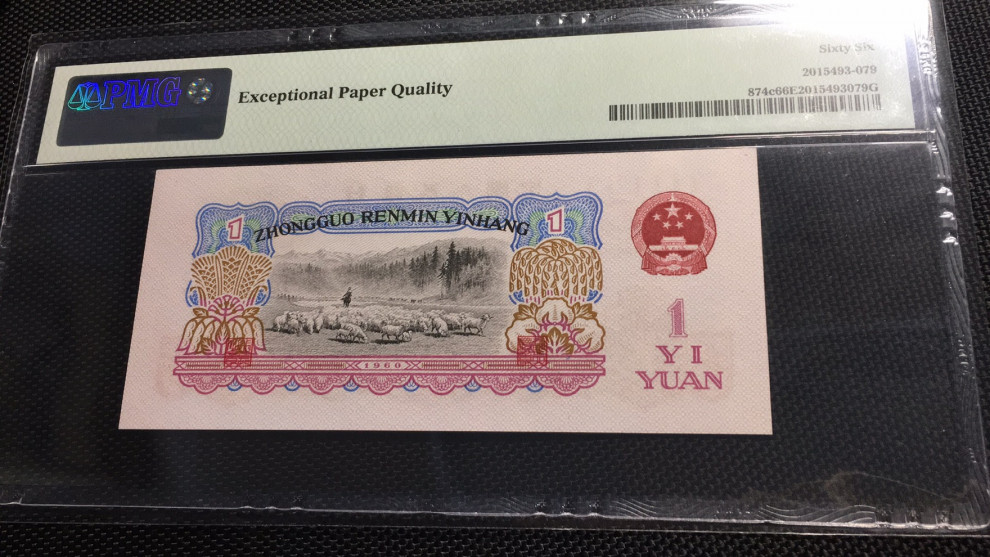 PMG
Exceptional Paper Quality
Sixty Six
2015493-079
874c66E2015493079G
1
ZHONGGUO RENMIN YINHANG
1
1960
1
YI
YUAN